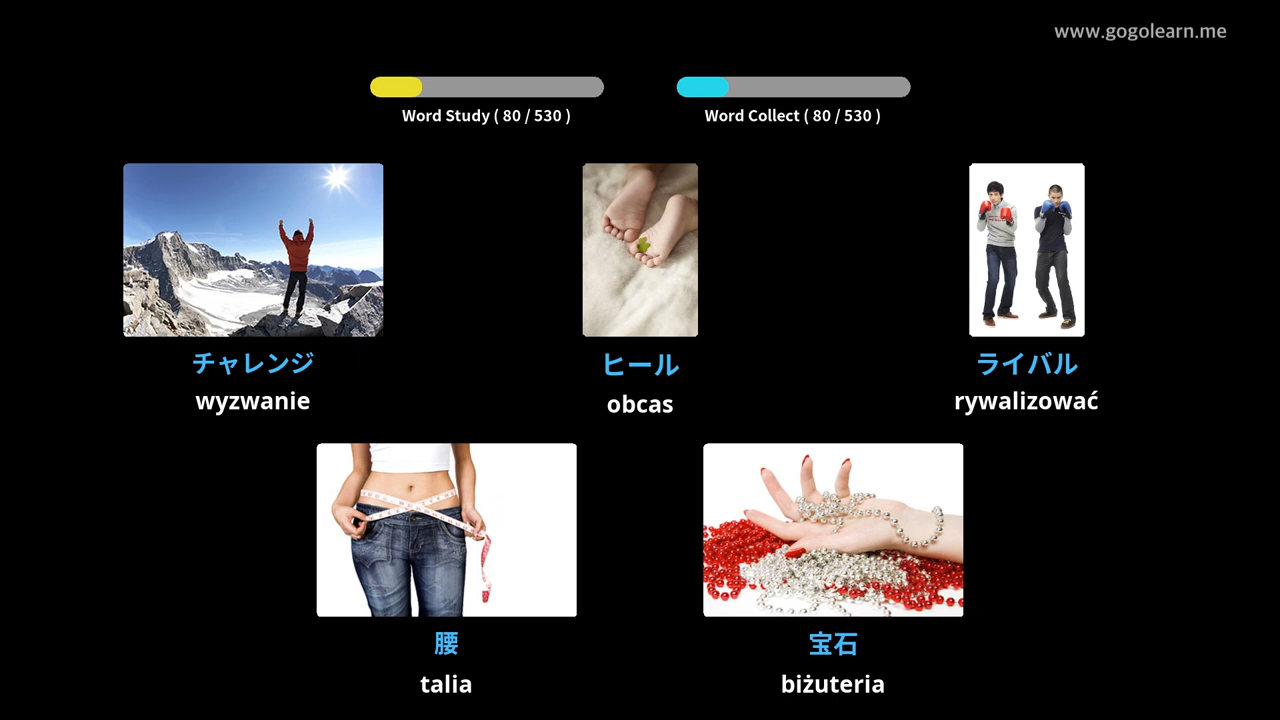 www.gogolearn.me
Word Study ( 80 / 530 )
Word Collect ( 80 / 530 )
チャレンジ
wyzwanie
ヒール
obcas
ライバル
rywalizować
腰
talia
宝石
biżuteria